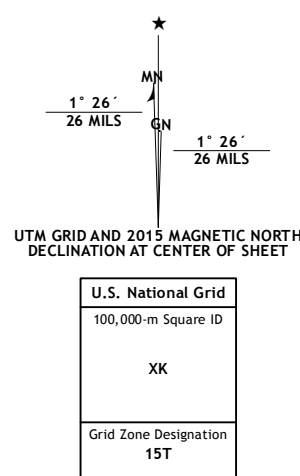 MN
1° 26´
26 MILS
GN
1° 26´
26 MILS
UTM GRID AND 2015 MAGNETIC NORTH
DECLINATION AT CENTER OF SHEET
U.S. National Grid
100,000-m Square ID
XK
Grid Zone Designation
15T